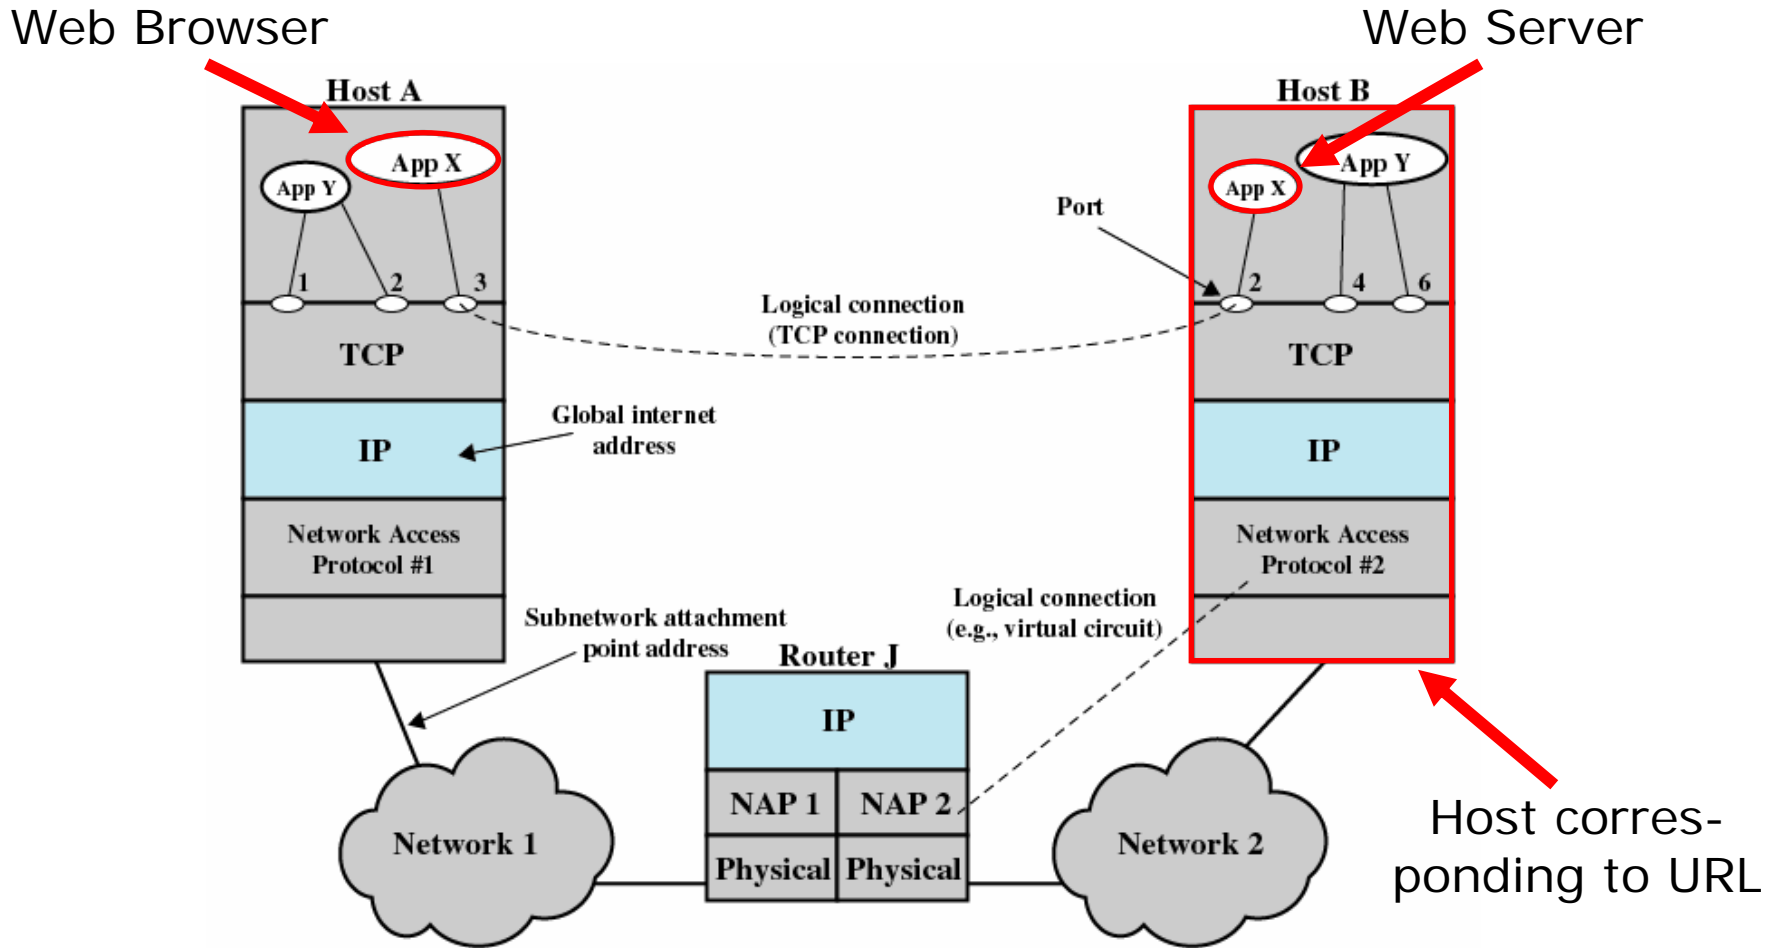 Web Browser
Web Server
Host A
Host B
App X
App Y
App Y
App X
Port
1
2
3
2
4
6
Logical connection
(TCP connection)
TCP
TCP
Global internet
address
IP
IP
Network Access
Protocol #1
Network Access
Protocol #2
Logical connection
(e.g., virtual circuit)
Subnetwork attachment
point address
Router J
IP
NAP 1
NAP 2
Network 1
Physical
Physical
Network 2
Host corres-
ponding to URL